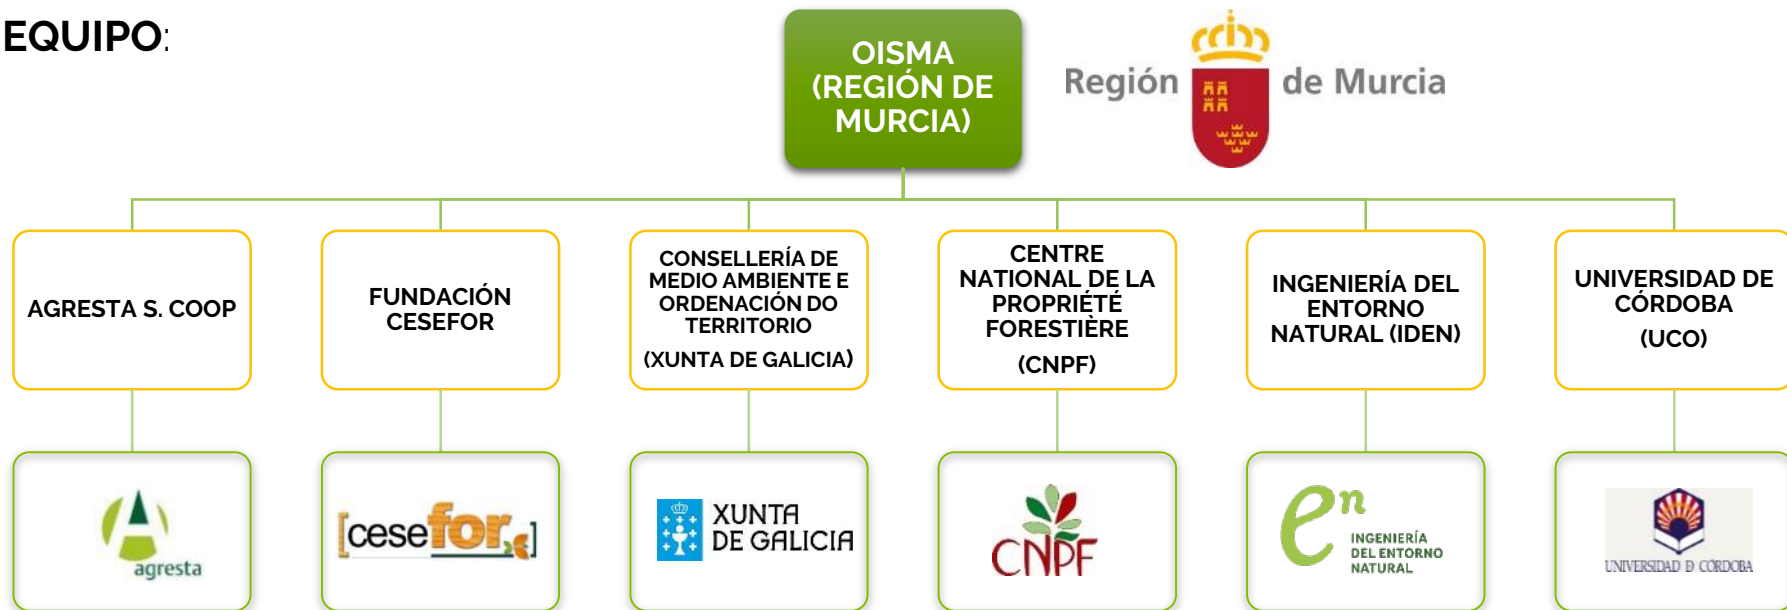 EQUIPO:
OISMA
(REGIÓN DE
MURCIA)
Región de Murcia
AGRESTA S. COOP
FUNDACIÓN
CESEFOR
CONSELLERÍA DE
MEDIO AMBIENTE E
ORDENACIÓN DO
TERRITORIO
(XUNTA DE GALICIA)
CENTRE
NATIONAL DE LA
PROPRIÉTÉ
FORESTIÈRE
(CNPF)
INGENIERÍA DEL
ENTORNO
NATURAL (IDEN)
UNIVERSIDAD DE
CÓRDOBA
(UCO)
agresta
[cesefor]
XUNTA
DE GALICIA
CNPF
en
INGENIERÍA
DEL ENTORNO
NATURAL
UNIVERSIDAD D CÓRDOBA